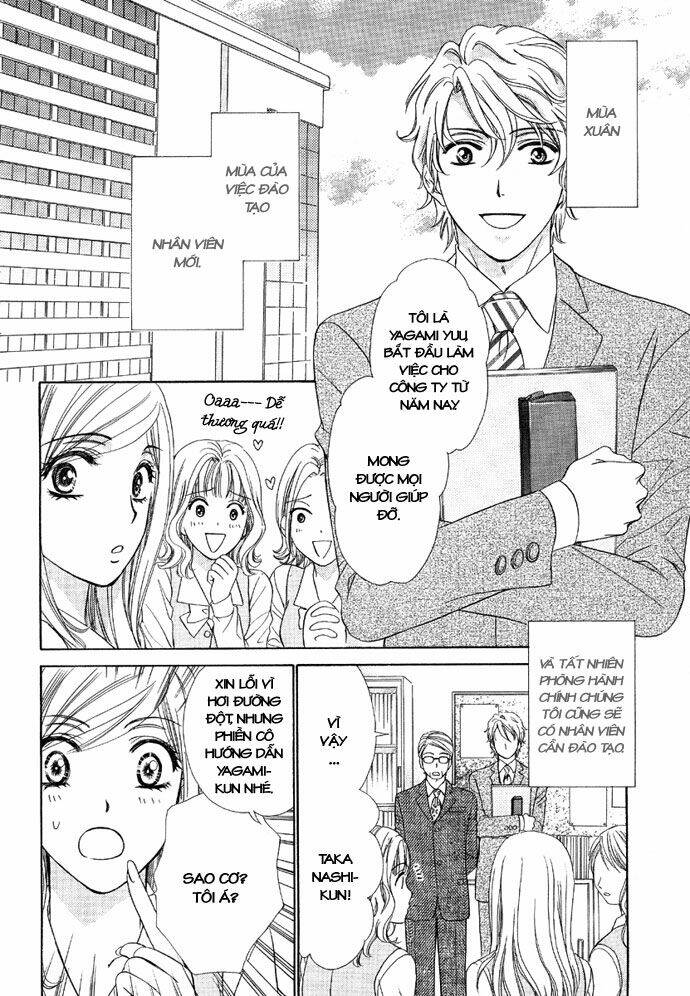 MÙA
XUÂN
MÙA CỦA
VIỆC ĐÀO
TẠO
NHÂN VIÊN
MỚI.
TÔI LÀ
YAGAMI YUU,
BẮT ĐẦU LÀM
VIỆC CHO
CÔNG TY TỪ
NĂM NAY.
MONG
ĐƯỢC MỌI
NGƯỜI GIÚP
ĐỠ.
Oaaa--- Dễ
thương quá!!
VÀ TẤT NHIÊN
PHÒNG HÀNH
CHÍNH CHÚNG
TÔI CŨNG SẼ
CÓ NHÂN VIÊN
CẦN ĐÀO TẠO.
VÌ
VẬY
...
TAKA
NASHI-
KUN!
XIN LỖI VÌ
HƠI ĐƯỜNG
ĐỘT, NHƯNG
PHIỀN CÔ
HƯỚNG DẪN
YAGAMI-
KUN NHÉ.
SAO CƠ?
TÔI Á?